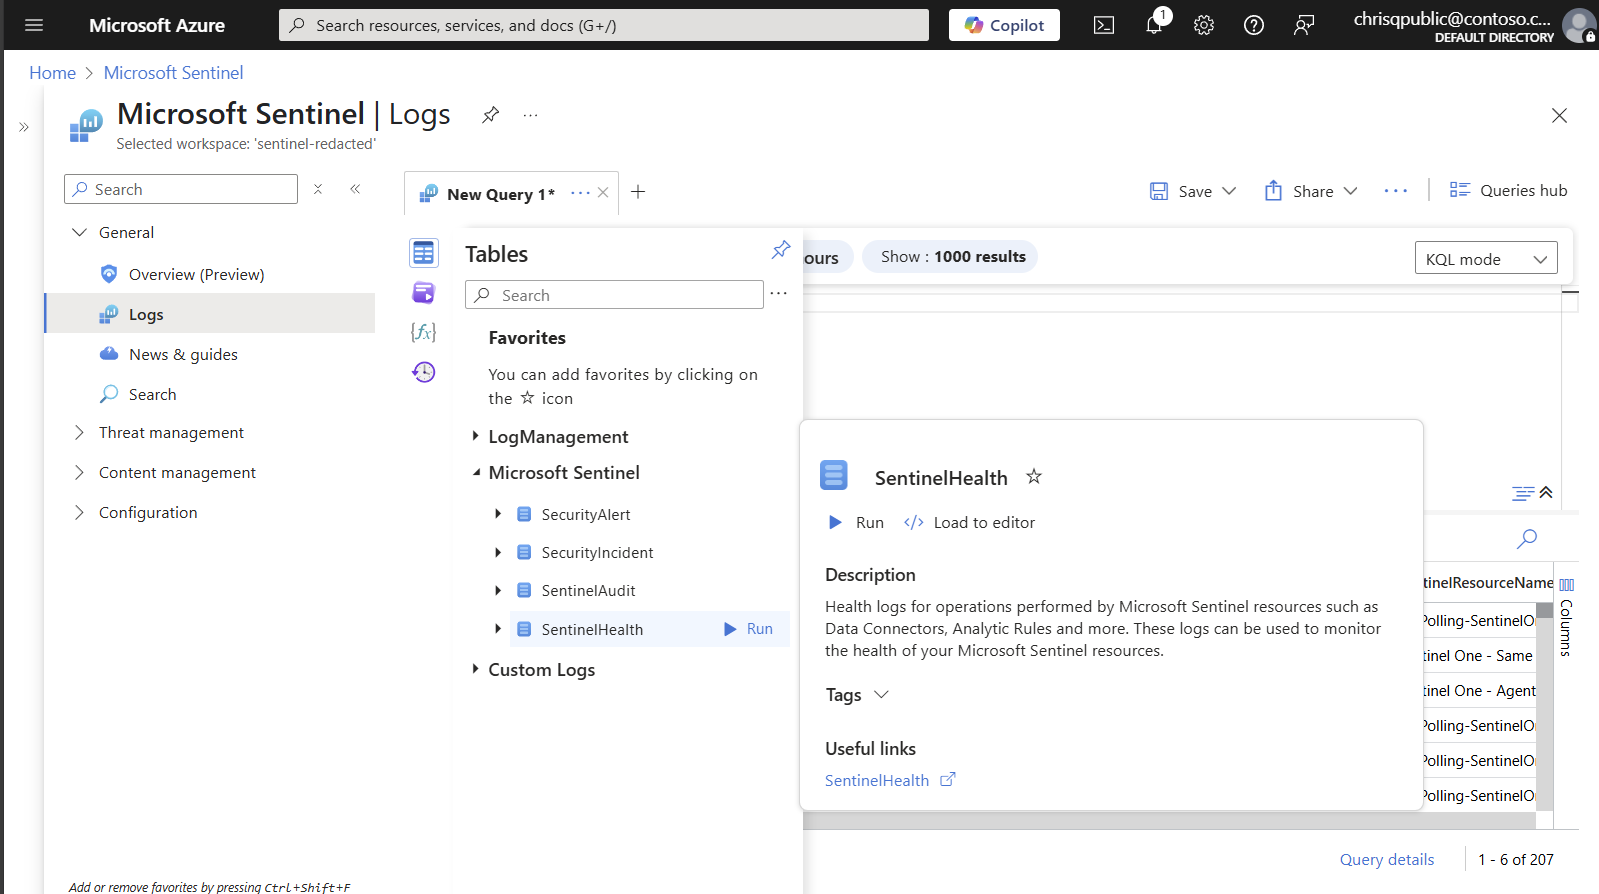 Microsoft Azure
Search resources, services, and docs (G+/)
Copilot
1
chrisqpublic@contoso.c...
DEFAULT DIRECTORY
Home > Microsoft Sentinel
Microsoft Sentinel | Logs
...
Selected workspace: 'sentinel-redacted'
Search
General
Overview (Preview)
Logs
News & guides
Search
Threat management
Content management
Configuration
Add or remove favorites by pressing Ctrl+Shift+F
New Query 1*
Save
Share
Queries hub
Tables
ours
Show : 1000 results
KQL mode
Search
Favorites
You can add favorites by clicking on
the ☆ icon
LogManagement
Microsoft Sentinel
SecurityAlert
SecurityIncident
SentinelAudit
SentinelHealth
Run
Custom Logs
SentinelHealth
Run
</> Load to editor
Description
Health logs for operations performed by Microsoft Sentinel resources such as
Data Connectors, Analytic Rules and more. These logs can be used to monitor
the health of your Microsoft Sentinel resources.
Tags
Useful links
SentinelHealth
tinelResourceName
Polling-SentinelO
tinel One - Same
tinel One - Agent
Polling-SentinelO
Polling-SentinelO
Polling-SentinelO
Columns
Query details
1 - 6 of 207